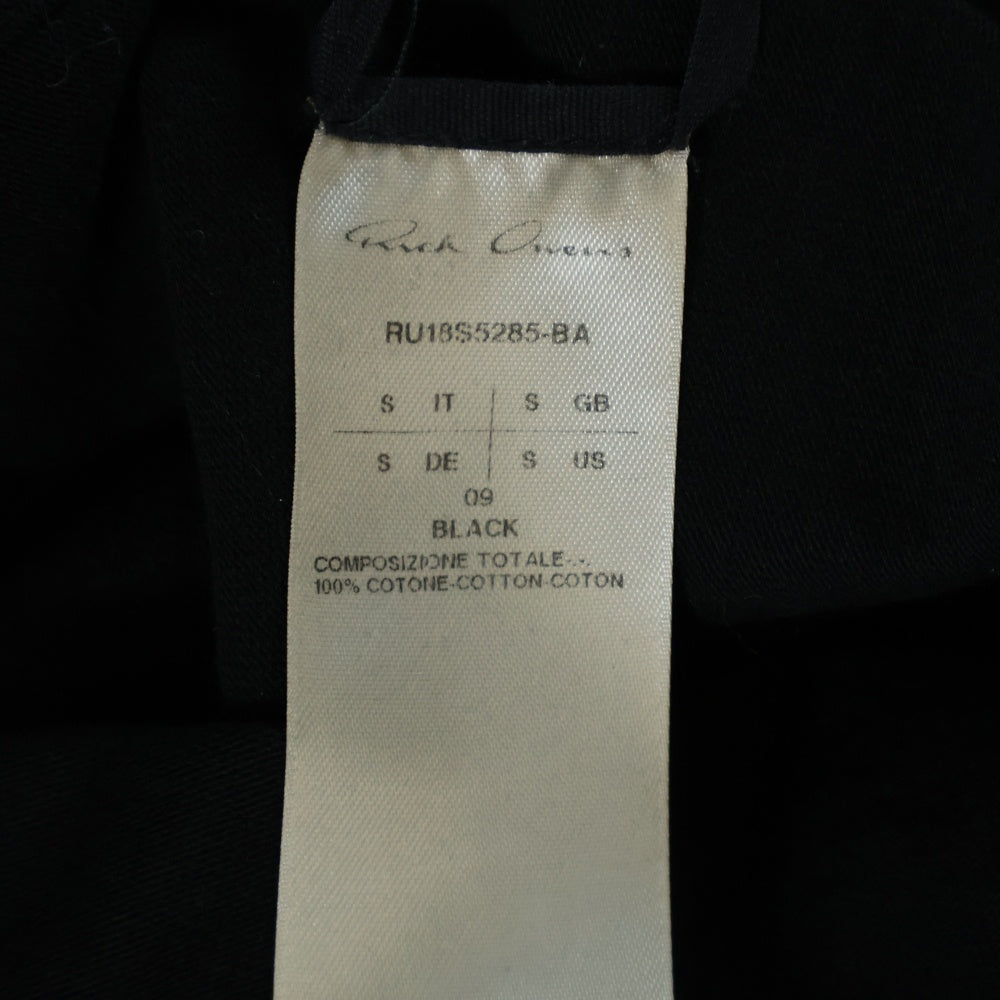 Rick Owens
RU18S5285-BA
S IT S GB
S DE S US
09
BLACK
COMPOSIZIONE TOTALE-.-.
100% COTONE-COTTON-COTON